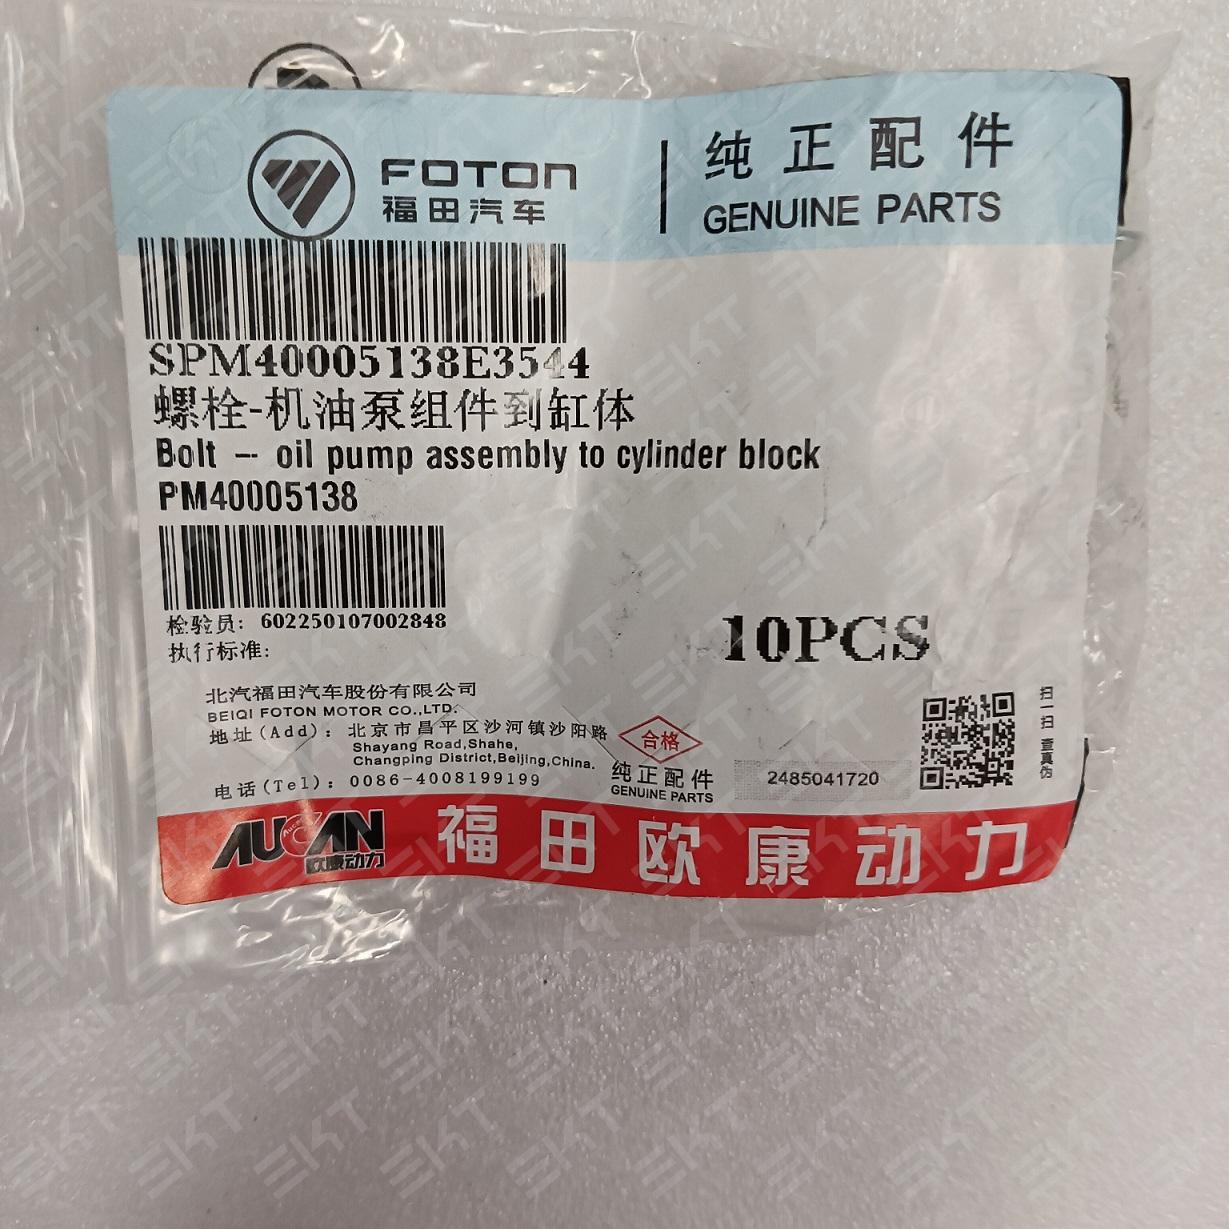 FOTON
福田汽车
纯正配件
GENUINE PARTS
SPM40005138E3544
螺栓-机油泵组件到缸体
Bolt - oil pump assembly to cylinder block
PM40005138
检验员: 602250107002848
执行标准:
10PCS
北汽福田汽车股份有限公司
BEIQI FOTON MOTOR CO.,LTD.
地址(Add): 北京市昌平区沙河镇沙阳路
Shayang Road,Shahe,
Changping District,Beijing,China.
电话(Tel): 0086-4008199199
合格
纯正配件
GENUINE PARTS
2485041720
扫一扫 查真伪
AUCAN
欧康动力
福田欧康动力
EKT